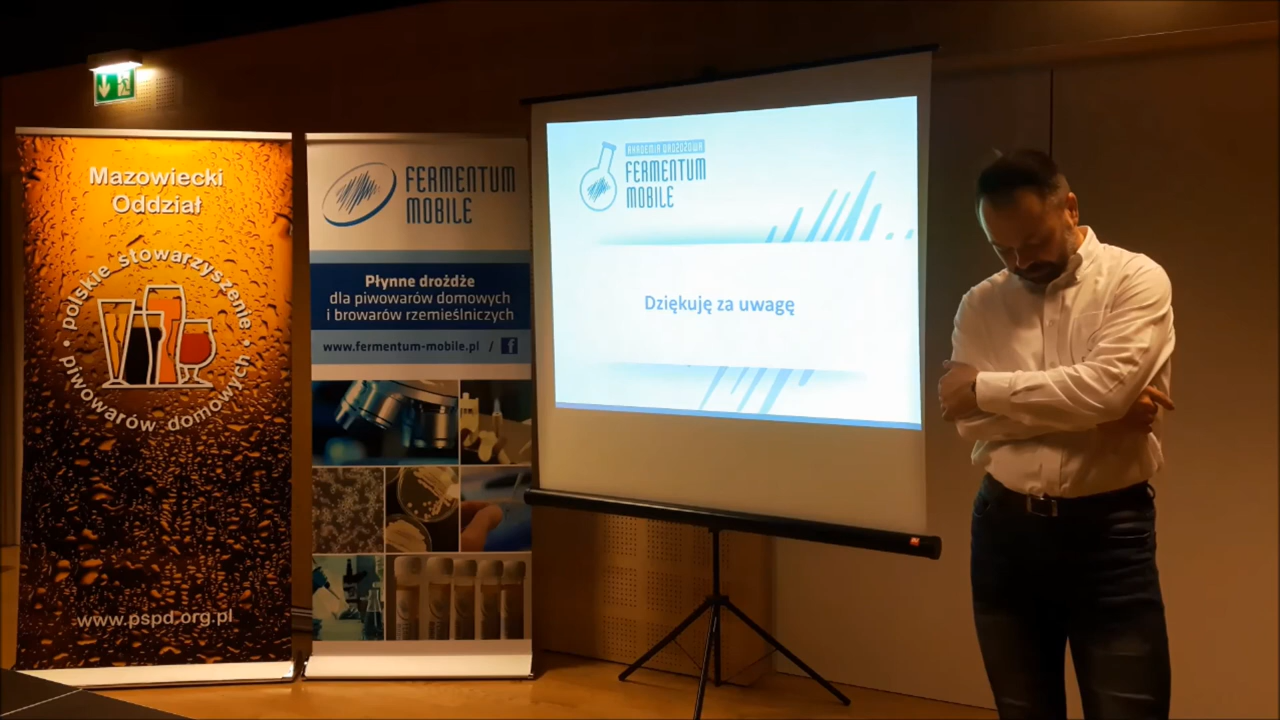 Mazowiecki
Oddział
polskie stowarzyszenie
piwowarów domowych
www.pspd.org.pl
FERMENTUM
MOBILE
Płynne drożdże
dla piwowarów domowych
i browarów rzemieślniczych
www.fermentum-mobile.pl / f
AKADEMIA DROŻDŻOWA
FERMENTUM
MOBILE
Dziękuję za uwagę